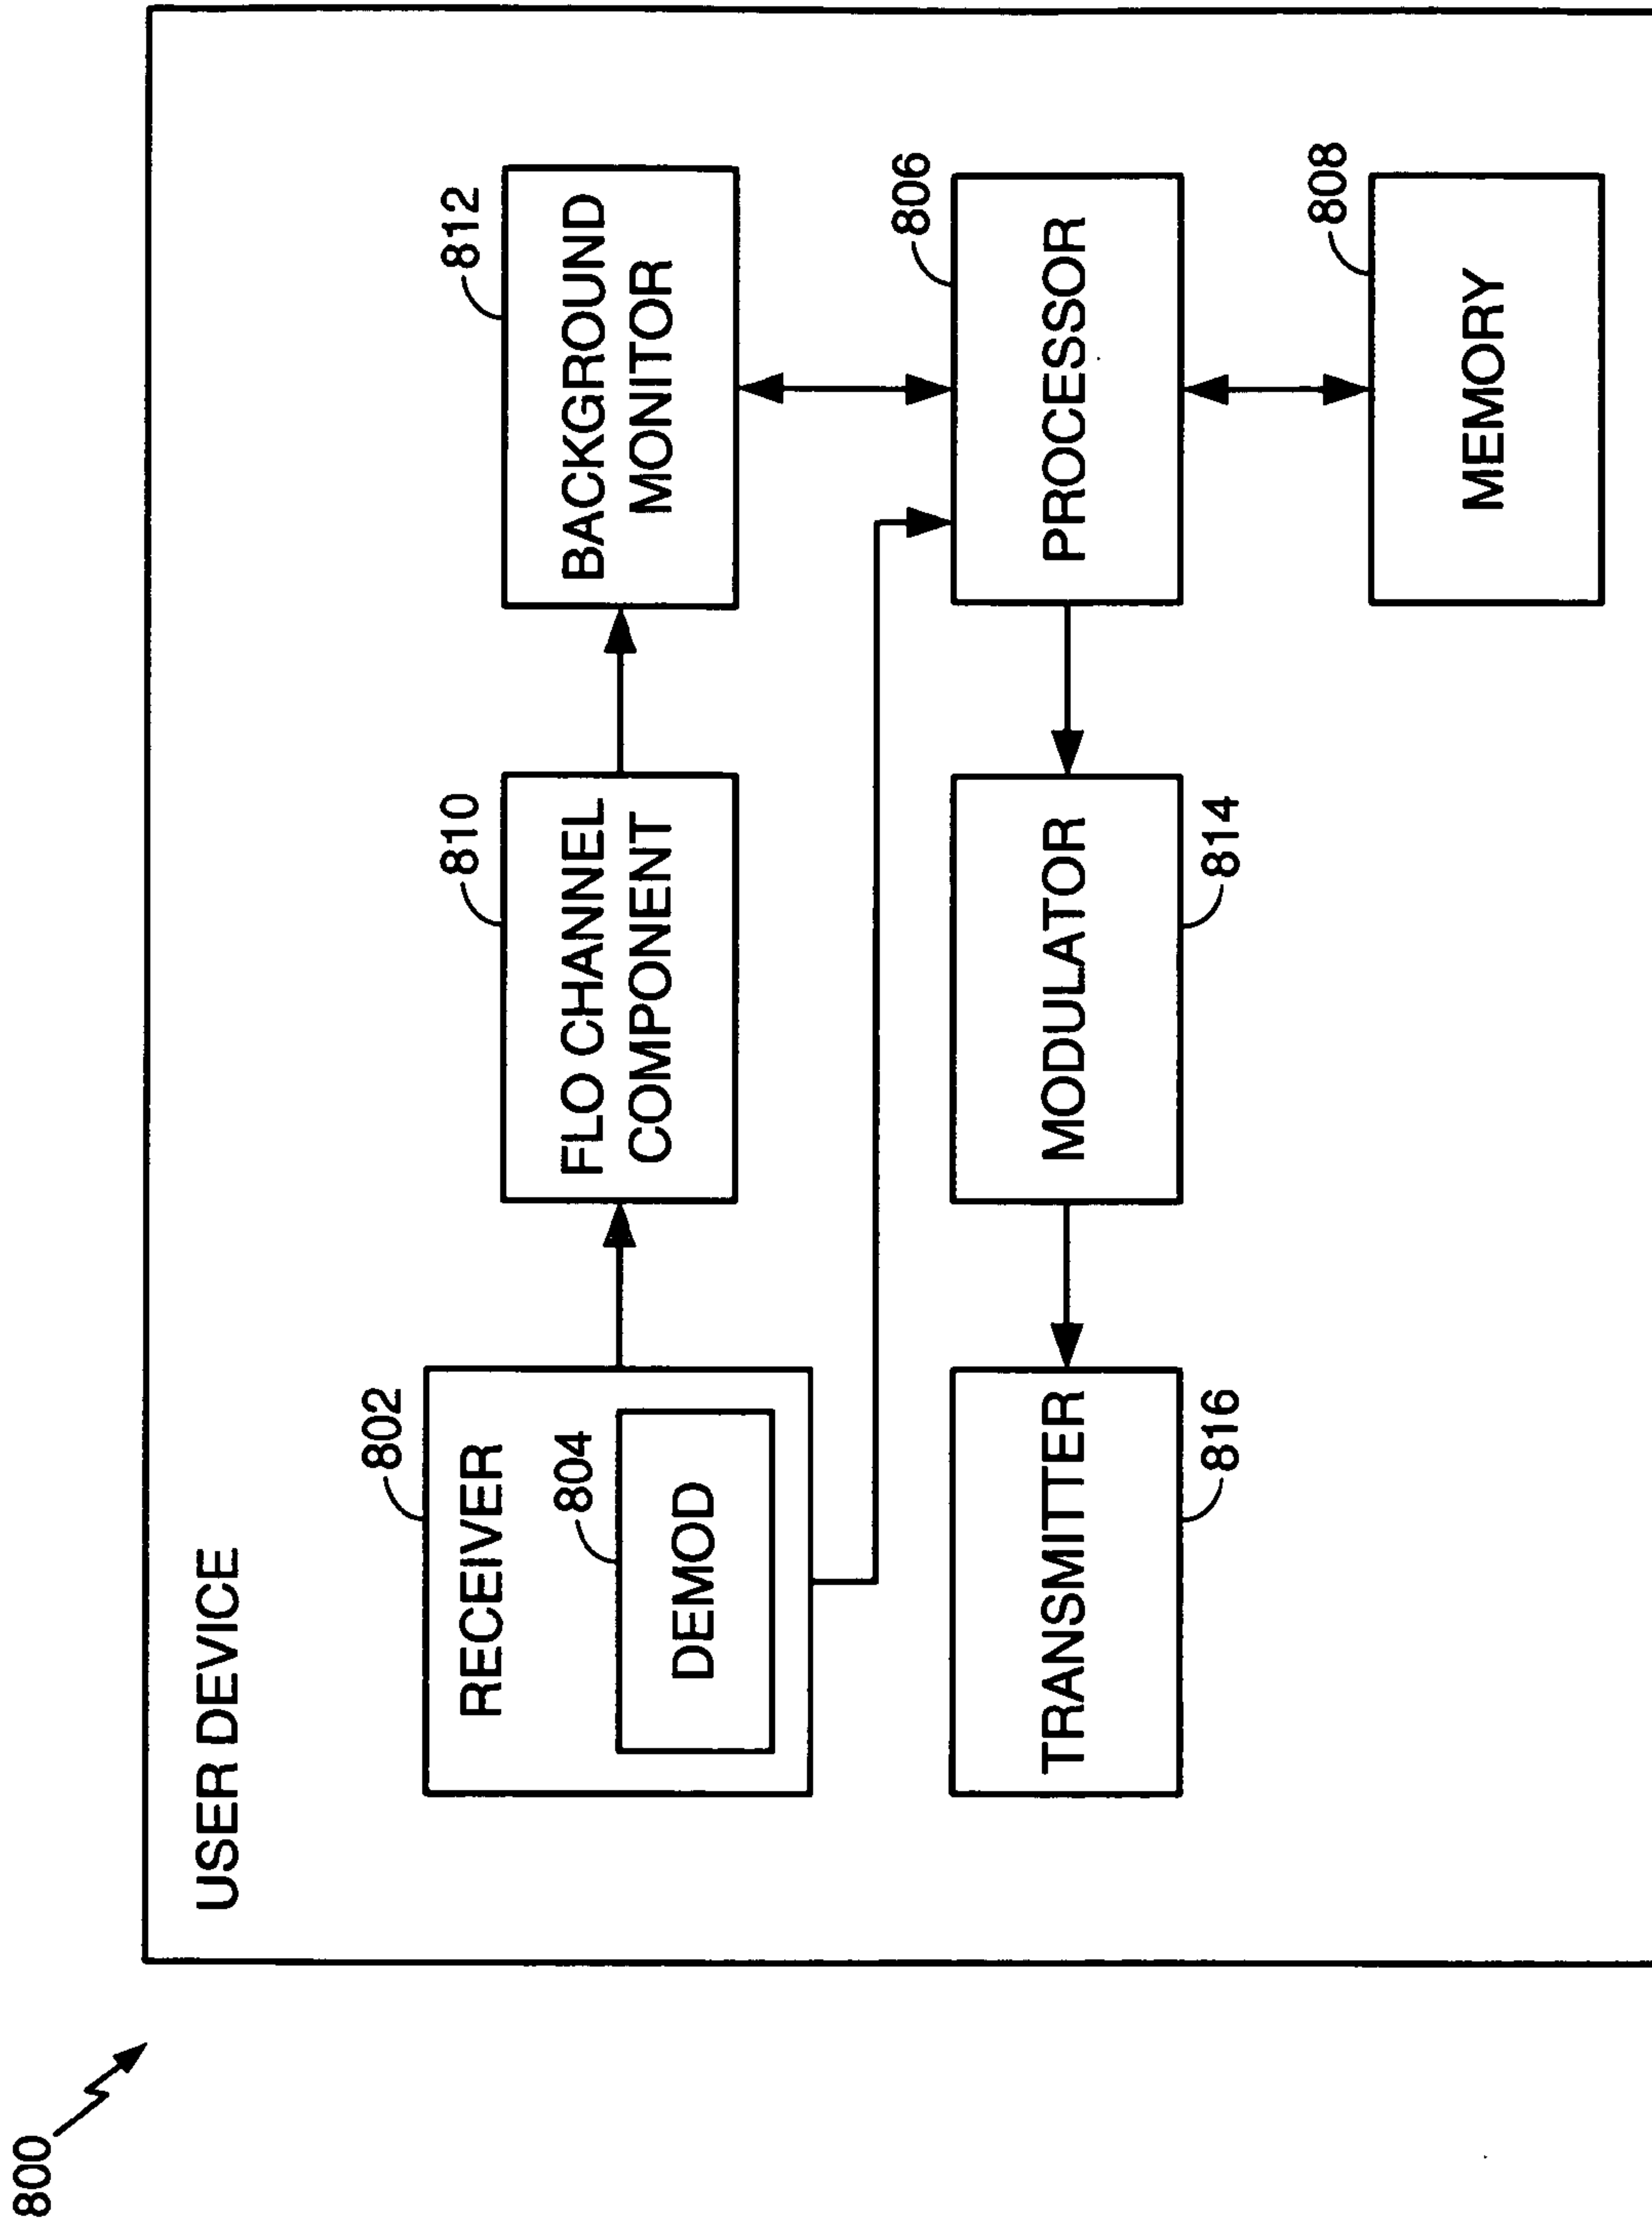 800
USER DEVICE
802
RECEIVER
804
DEMOD
810
FLO CHANNEL
COMPONENT
812
BACKGROUND
MONITOR
TRANSMITTER
816
MODULATOR
814
806
PROCESSOR
808
MEMORY